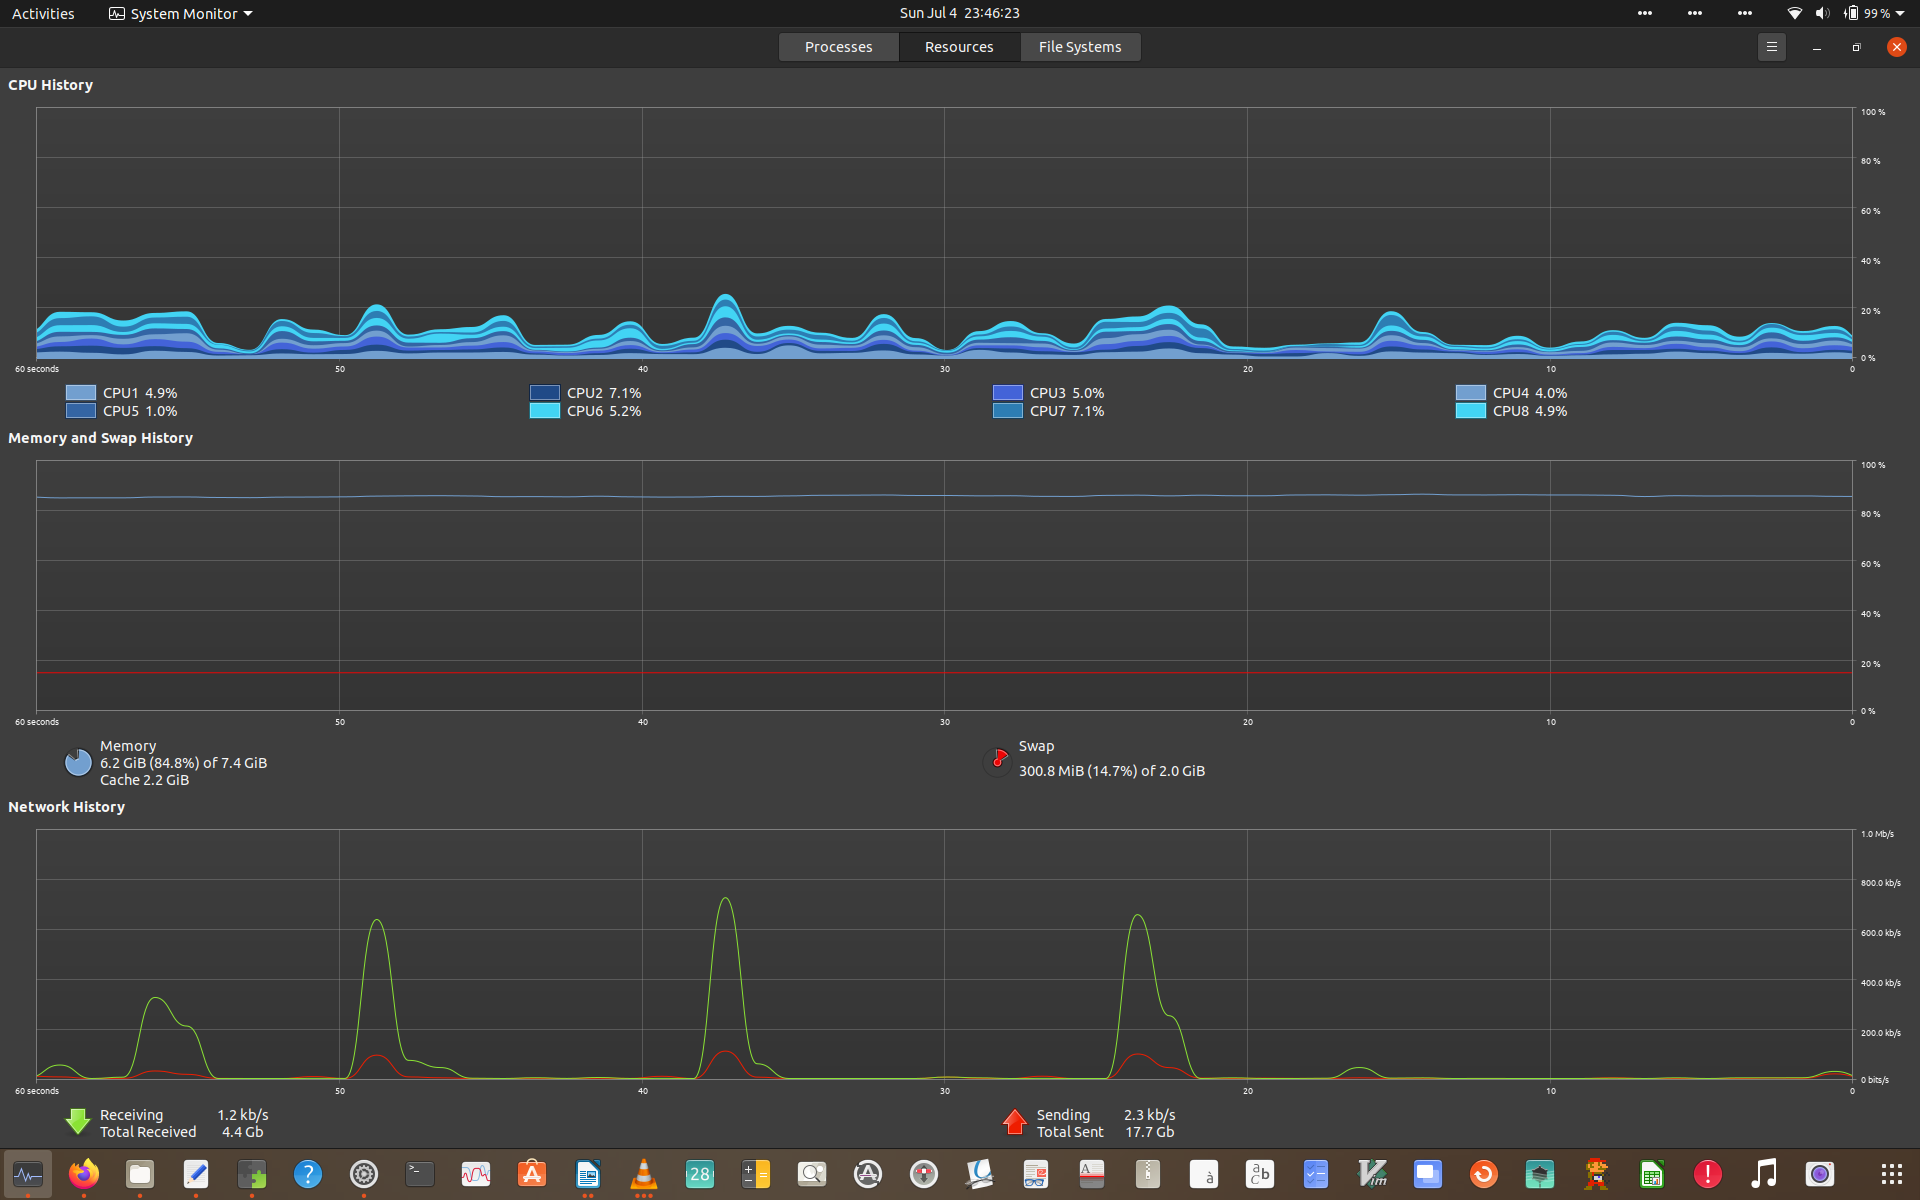 Activities System Monitor Sun Jul 4 23:46:23 99 %
Processes Resources File Systems
CPU History
100 %
80 %
60 %
40 %
20 %
0 %
60 seconds 50 40 30 20 10 0
CPU1 4.9% CPU2 7.1% CPU3 5.0% CPU4 4.0%
CPU5 1.0% CPU6 5.2% CPU7 7.1% CPU8 4.9%
Memory and Swap History
100 %
80 %
60 %
40 %
20 %
0 %
60 seconds 50 40 30 20 10 0
Memory
6.2 GiB (84.8%) of 7.4 GiB
Cache 2.2 GiB
Swap
300.8 MiB (14.7%) of 2.0 GiB
Network History
1.0 Mb/s
800.0 kb/s
600.0 kb/s
400.0 kb/s
200.0 kb/s
0 bits/s
60 seconds 50 40 30 20 10 0
Receiving 1.2 kb/s
Total Received 4.4 Gb
Sending 2.3 kb/s
Total Sent 17.7 Gb
? >_ A 28 A A à a b c Vim !